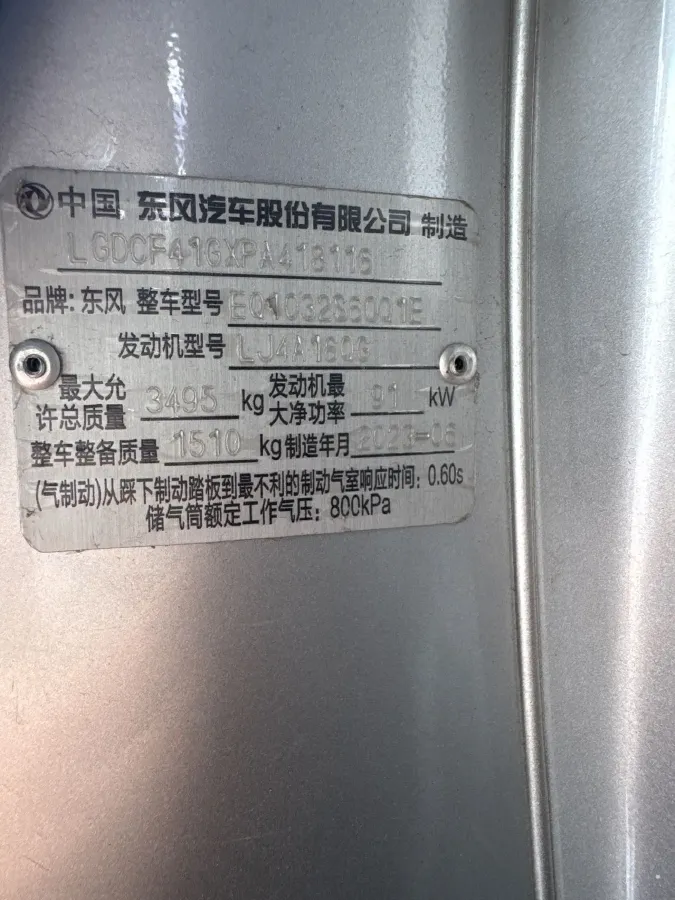 中国 东风汽车股份有限公司 制造
LGDCF41GXPA413116
品牌: 东风 整车型号 EQ1032S60Q1E
发动机型号 LJ4A18QG
最大允许总质量 3495 kg 发动机最大净功率 91 kW
整车整备质量 1510 kg 制造年月 2023-06
(气制动)从踩下制动踏板到最不利的制动气室响应时间: 0.60s
储气筒额定工作气压: 800kPa